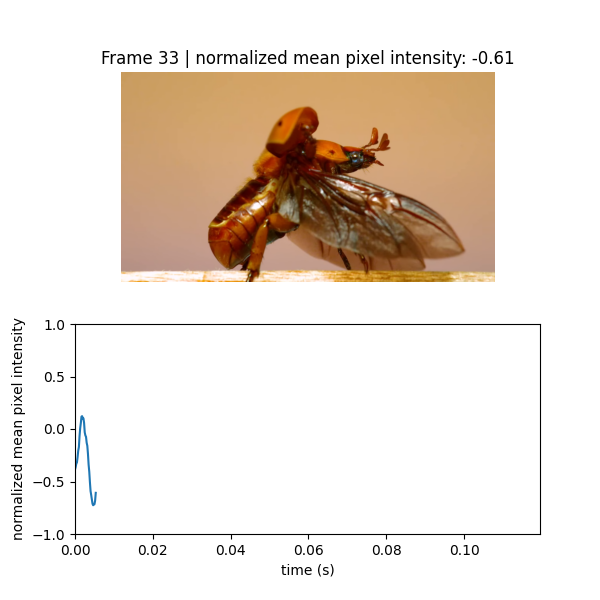 Frame 33 | normalized mean pixel intensity: -0.61
normalized mean pixel intensity
1.0
0.5
0.0
−0.5
−1.0
0.00 0.02 0.04 0.06 0.08 0.10
time (s)